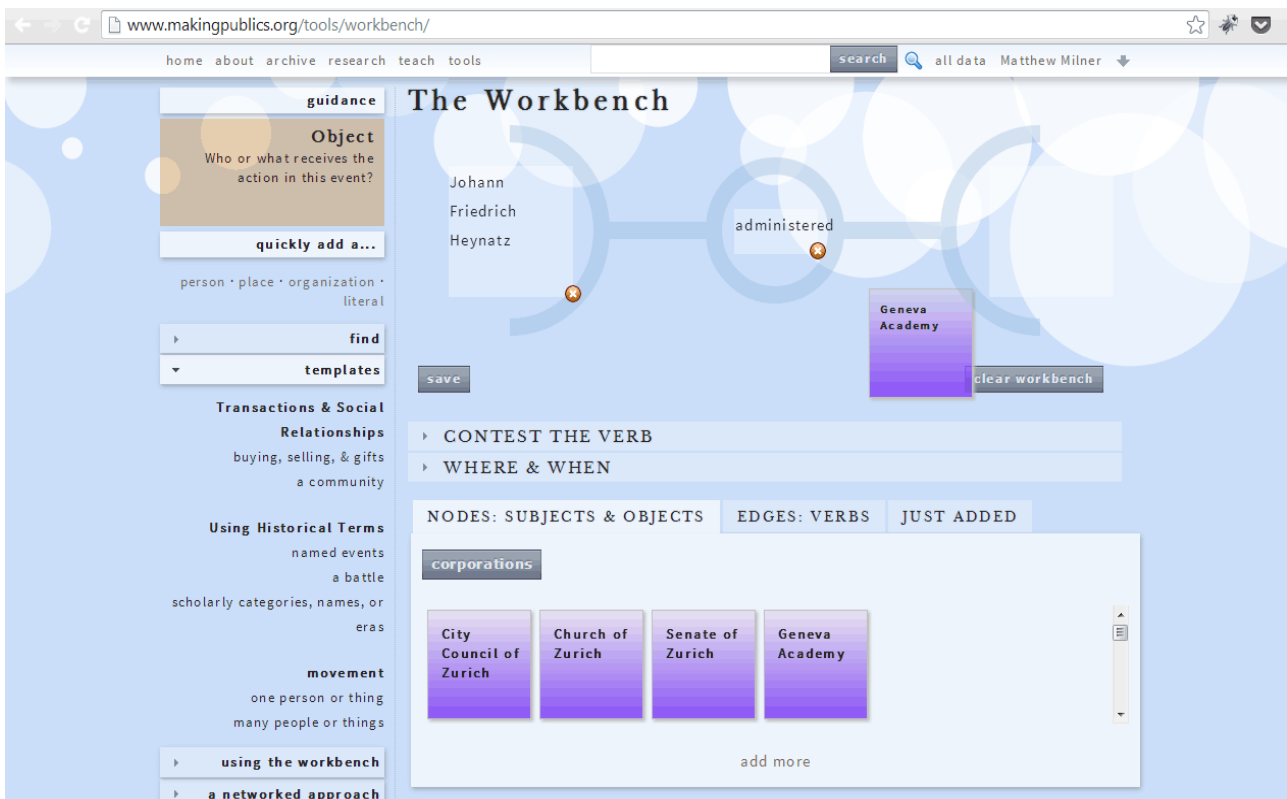 www.makingpublics.org/tools/workbench/
home about archive research teach tools
search
all data Matthew Milner
guidance
Object
Who or what receives the
action in this event?
quickly add a...
person · place · organization ·
literal
find
templates
Transactions & Social
Relationships
buying, selling, & gifts
a community
Using Historical Terms
named events
a battle
scholarly categories, names, or
eras
movement
one person or thing
many people or things
using the workbench
a networked approach
The Workbench
Johann
Friedrich
Heynatz
administered
Geneva
Academy
save
clear workbench
CONTEST THE VERB
WHERE & WHEN
NODES: SUBJECTS & OBJECTS
EDGES: VERBS
JUST ADDED
corporations
City
Council of
Zurich
Church of
Zurich
Senate of
Zurich
Geneva
Academy
add more